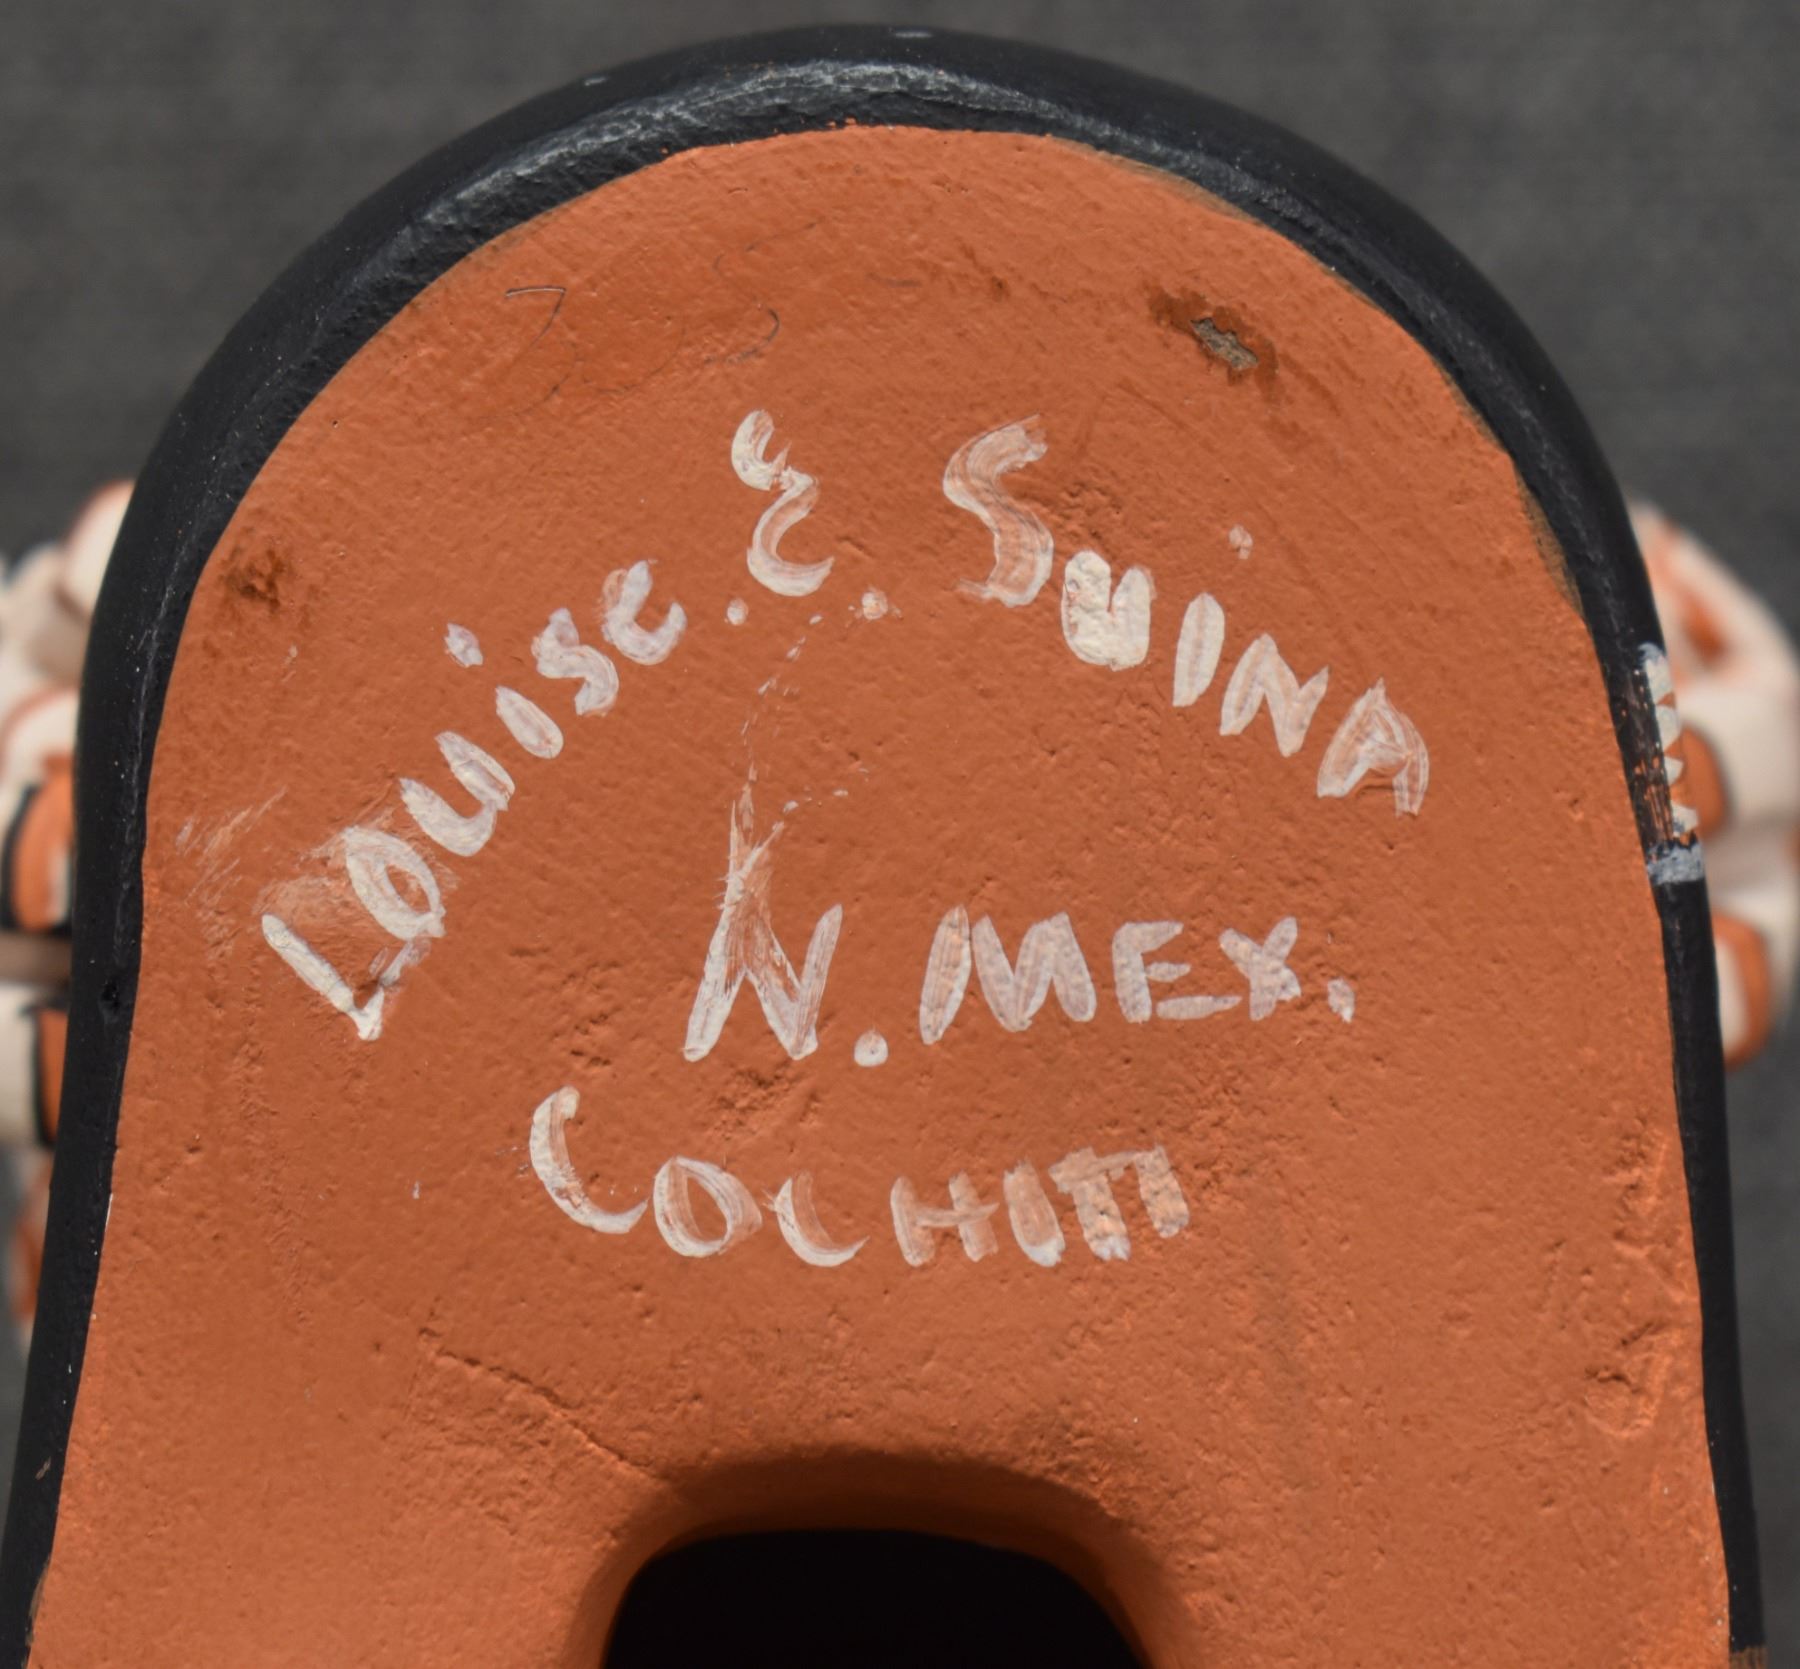 Louise. E. SuiNA
N. MEX.
COCHITI